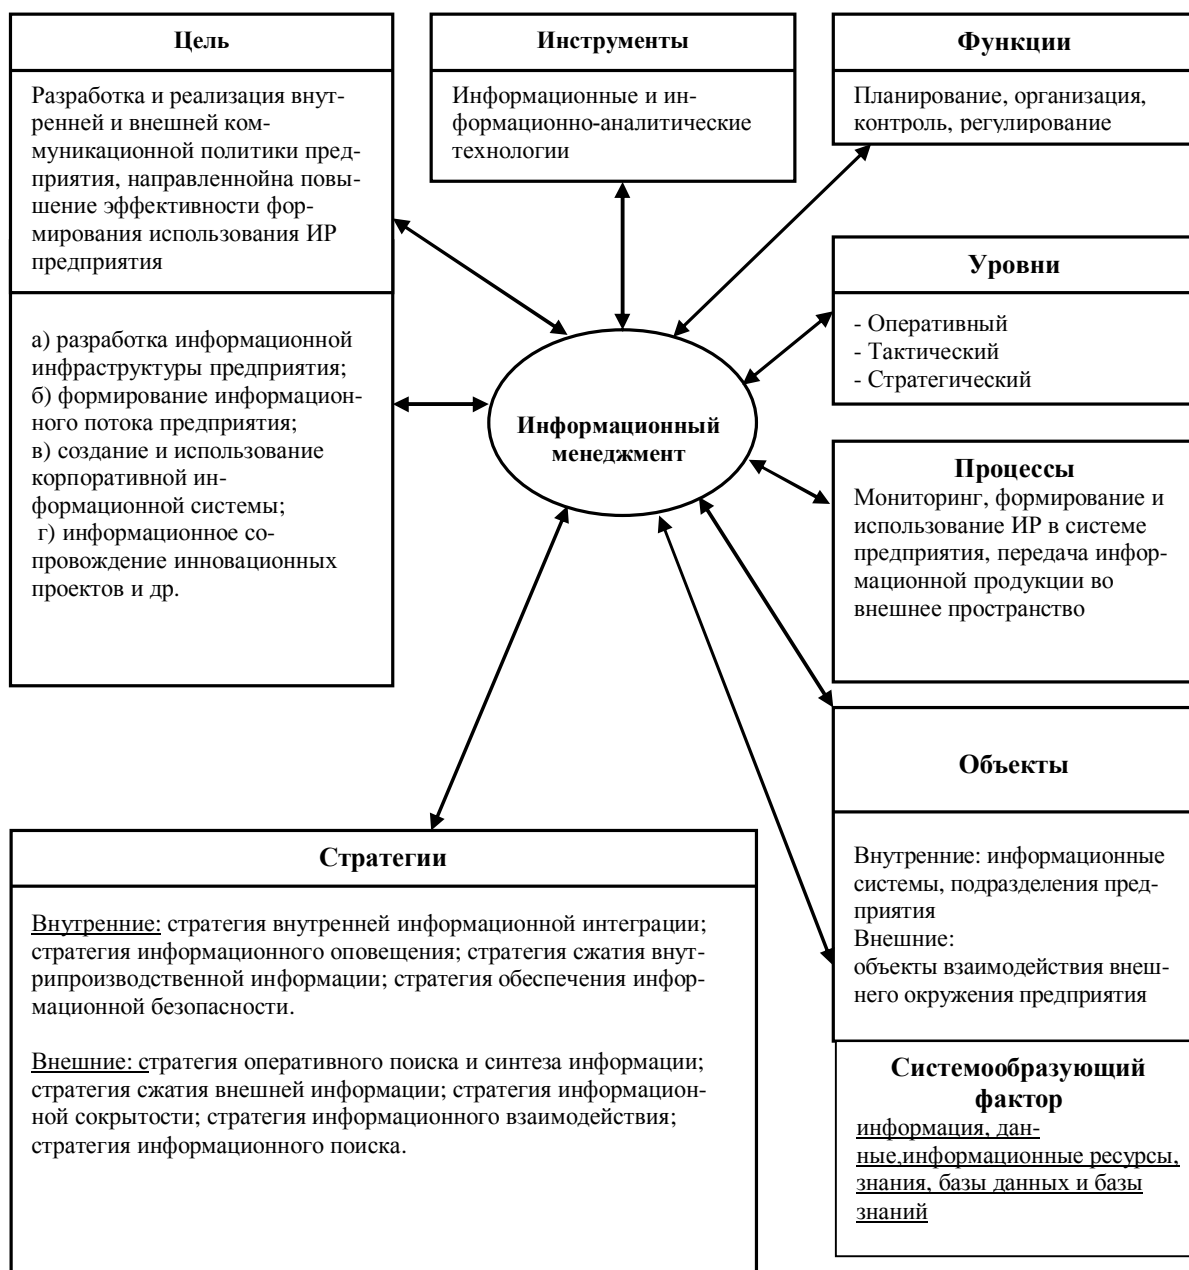 Цель
Разработка и реализация внут-
ренней и внешней ком-
муникационной политики пред-
приятия, направленнойна повы-
шение эффективности фор-
мирования использования ИР
предприятия
а) разработка информационной
инфраструктуры предприятия;
б) формирование информацион-
ного потока предприятия;
в) создание и использование
корпоративной ин-
формационной системы;
г) информационное со-
провождение инновационных
проектов и др.
Инструменты
Информационные и ин-
формационно-аналитические
технологии
Функции
Планирование, организация,
контроль, регулирование
Уровни
- Оперативный
- Тактический
- Стратегический
Информационный
менеджмент
Процессы
Мониторинг, формирование и
использование ИР в системе
предприятия, передача инфор-
мационной продукции во
внешнее пространство
Объекты
Внутренние: информационные
системы, подразделения пред-
приятия
Внешние:
объекты взаимодействия внеш-
него окружения предприятия
Стратегии
Внутренние: стратегия внутренней информационной интеграции;
стратегия информационного оповещения; стратегия сжатия внут-
рипроизводственной информации; стратегия обеспечения инфор-
мационной безопасности.
Внешние: стратегия оперативного поиска и синтеза информации;
стратегия сжатия внешней информации; стратегия информацион-
ной сокрытости; стратегия информационного взаимодействия;
стратегия информационного поиска.
Системообразующий
фактор
информация, дан-
ные,информационные ресурсы,
знания, базы данных и базы
знаний